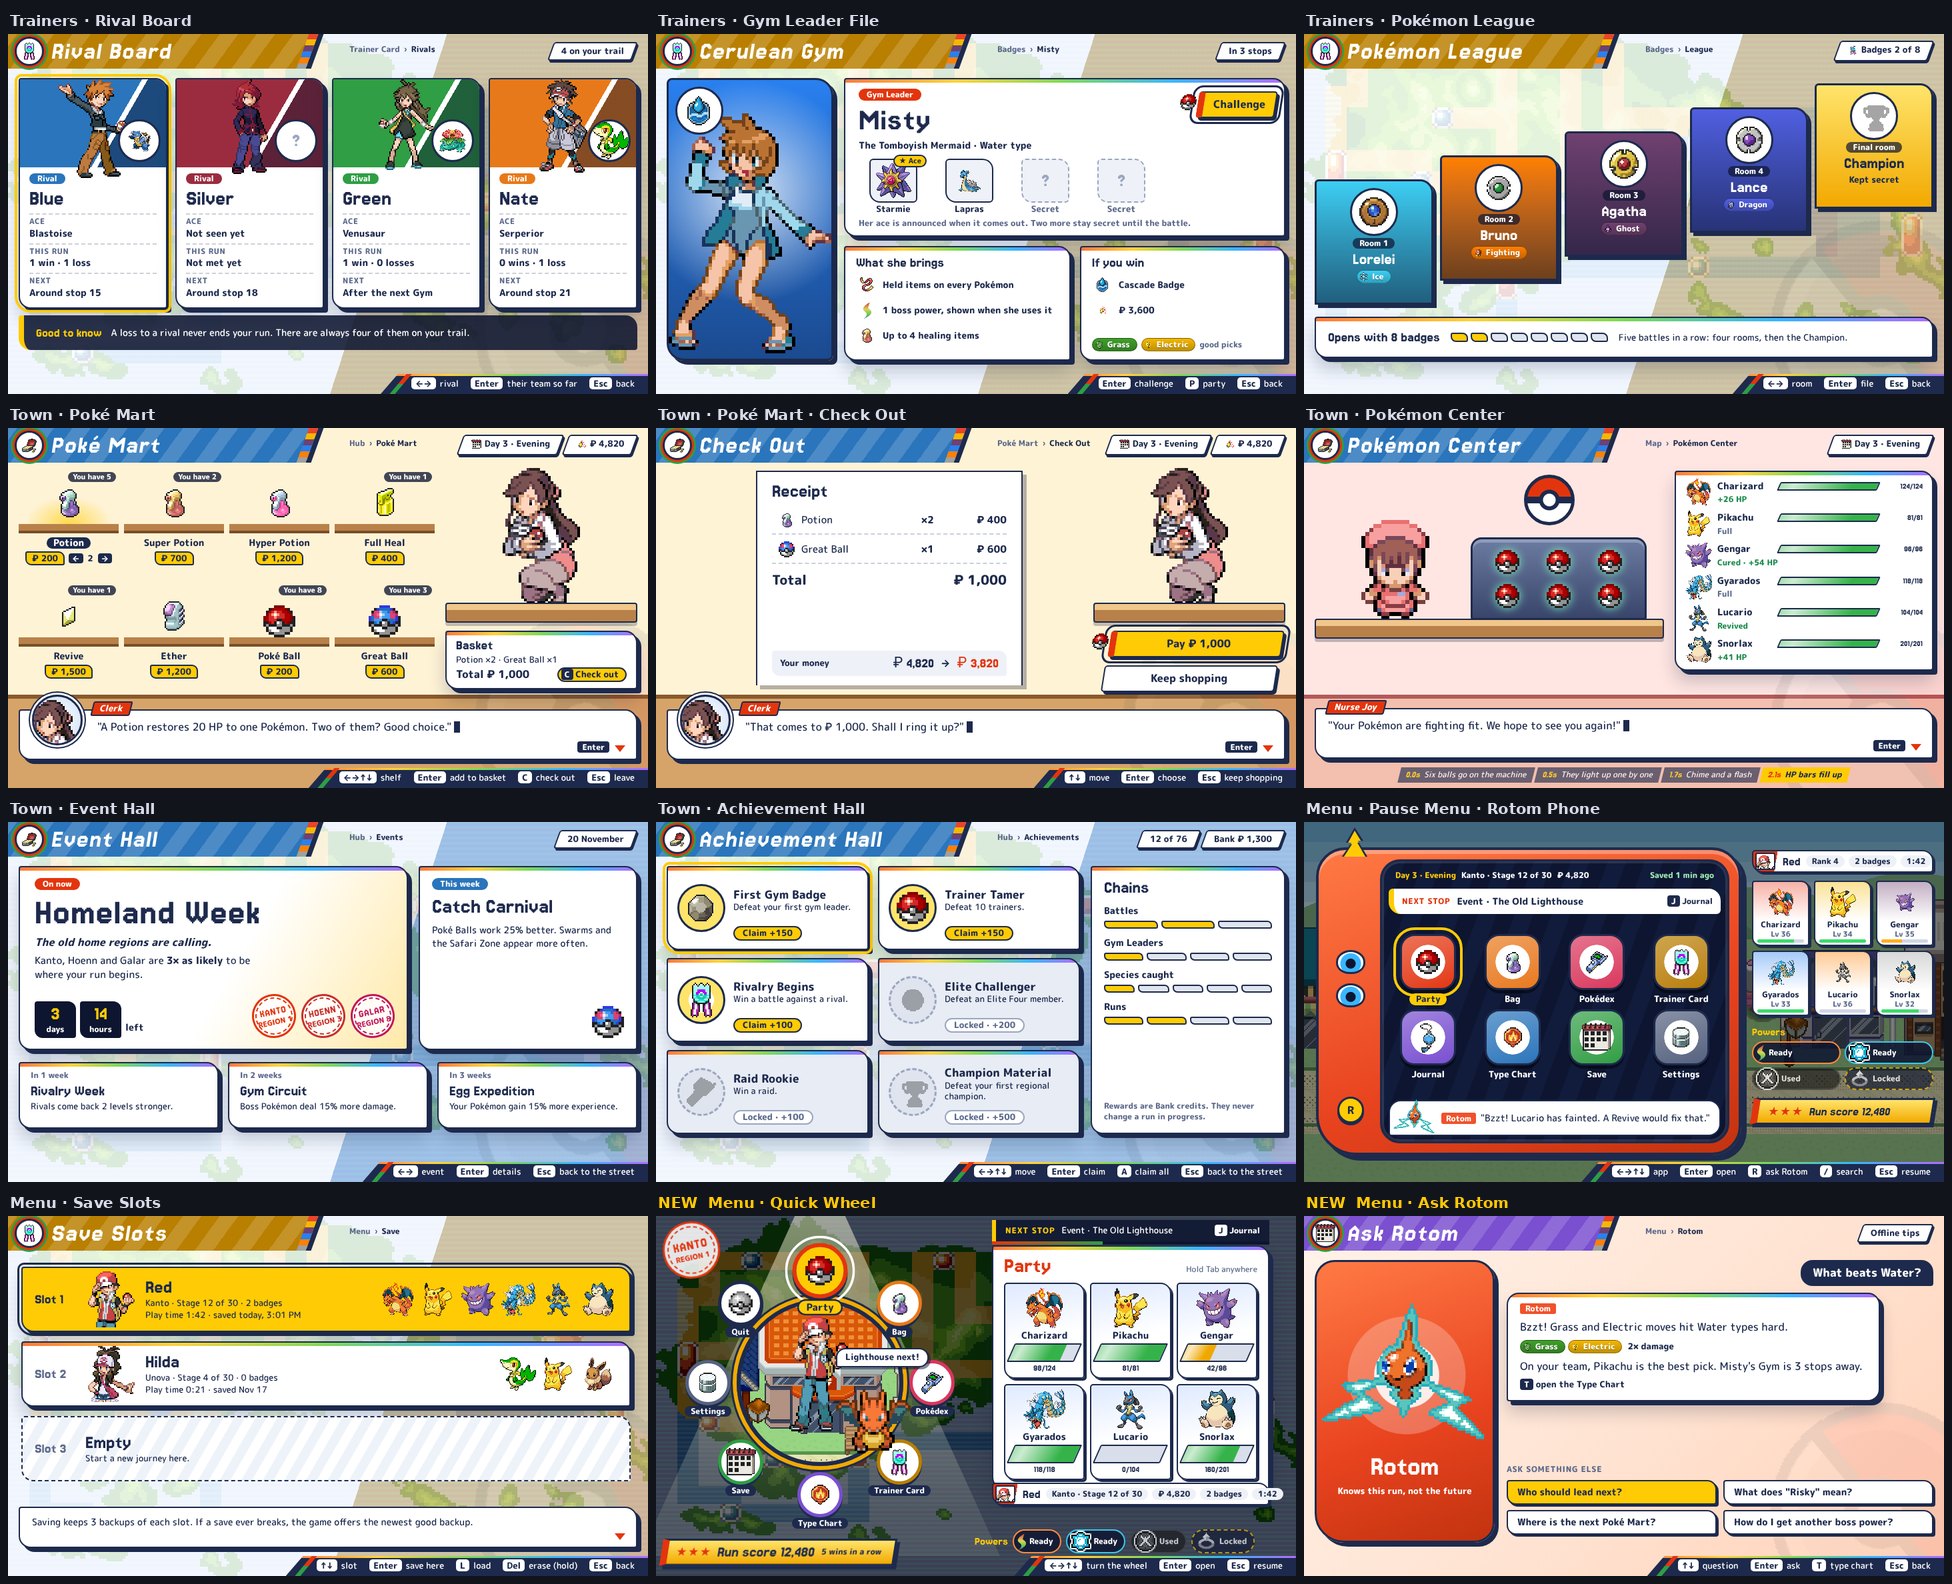 Trainers · Rival Board
Rival Board
Trainer Card › Rivals
4 on your trail
Rival
Blue
ACE
Blastoise
THIS RUN
1 win · 1 loss
NEXT
Around stop 15
?
Rival
Silver
ACE
Not seen yet
THIS RUN
Not met yet
NEXT
Around stop 18
Rival
Green
ACE
Venusaur
THIS RUN
1 win · 0 losses
NEXT
After the next Gym
Rival
Nate
ACE
Serperior
THIS RUN
0 wins · 1 loss
NEXT
Around stop 21
Good to know A loss to a rival never ends your run. There are always four of them on your trail.
←→ rival Enter their team so far Esc back
Trainers · Gym Leader File
Cerulean Gym
Badges › Misty
In 3 stops
Gym Leader
Challenge
Misty
The Tomboyish Mermaid · Water type
★ Ace
? ?
Starmie Lapras Secret Secret
Her ace is announced when it comes out. Two more stay secret until the battle.
What she brings
Held items on every Pokémon
1 boss power, shown when she uses it
Up to 4 healing items
If you win
Cascade Badge
₽ 3,600
Grass Electric good picks
Enter challenge P party Esc back
Trainers · Pokémon League
Pokémon League
Badges › League
Badges 2 of 8
Room 1
Lorelei
Ice
Room 2
Bruno
Fighting
Room 3
Agatha
Ghost
Room 4
Lance
Dragon
Final room
Champion
Kept secret
Opens with 8 badges Five battles in a row: four rooms, then the Champion.
←→ room Enter file Esc back
Town · Poké Mart
Poké Mart
Hub › Poké Mart
Day 3 · Evening
₽ 4,820
You have 5 You have 2 You have 1
Potion Super Potion Hyper Potion Full Heal
₽ 200 ← 2 → ₽ 700 ₽ 1,200 ₽ 400
You have 1 You have 8 You have 3
Revive Ether Poké Ball Great Ball
₽ 1,500 ₽ 1,200 ₽ 200 ₽ 600
Basket
Potion ×2 · Great Ball ×1
Total ₽ 1,000 C Check out
Clerk
"A Potion restores 20 HP to one Pokémon. Two of them? Good choice."
Enter
←→↑↓ shelf Enter add to basket C check out Esc leave
Town · Poké Mart · Check Out
Check Out
Poké Mart › Check Out
Day 3 · Evening
₽ 4,820
Receipt
Potion ×2 ₽ 400
Great Ball ×1 ₽ 600
Total ₽ 1,000
Your money ₽ 4,820 → ₽ 3,820
Pay ₽ 1,000
Keep shopping
Clerk
"That comes to ₽ 1,000. Shall I ring it up?"
Enter
↑↓ move Enter choose Esc keep shopping
Town · Pokémon Center
Pokémon Center
Map › Pokémon Center
Day 3 · Evening
Charizard 124/124
+26 HP
Pikachu 81/81
Full
Gengar 96/96
Cured · +54 HP
Gyarados 118/118
Full
Lucario 104/104
Revived
Snorlax 201/201
+41 HP
Nurse Joy
"Your Pokémon are fighting fit. We hope to see you again!"
Enter
0.0s Six balls go on the machine 0.5s They light up one by one 1.7s Chime and a flash 2.1s HP bars fill up
Town · Event Hall
Event Hall
Hub › Events
20 November
On now
Homeland Week
The old home regions are calling.
Kanto, Hoenn and Galar are 3× as likely to be
where your run begins.
3 days 14 hours left
KANTO REGION 1
HOENN REGION 3
GALAR REGION 8
This week
Catch Carnival
Poké Balls work 25% better. Swarms and
the Safari Zone appear more often.
In 1 week
Rivalry Week
Rivals come back 2 levels stronger.
In 2 weeks
Gym Circuit
Boss Pokémon deal 15% more damage.
In 3 weeks
Egg Expedition
Your Pokémon gain 15% more experience.
←→ event Enter details Esc back to the street
Town · Achievement Hall
Achievement Hall
Hub › Achievements
12 of 76
Bank ₽ 1,300
First Gym Badge
Defeat your first gym leader.
Claim +150
Trainer Tamer
Defeat 10 trainers.
Claim +150
Rivalry Begins
Win a battle against a rival.
Claim +100
Elite Challenger
Defeat an Elite Four member.
Locked · +200
Raid Rookie
Win a raid.
Locked · +100
Champion Material
Defeat your first regional
champion.
Locked · +500
Chains
Battles
Gym Leaders
Species caught
Runs
Rewards are Bank credits. They never
change a run in progress.
←→↑↓ move Enter claim A claim all Esc back to the street
Menu · Pause Menu · Rotom Phone
Day 3 · Evening Kanto · Stage 12 of 30 ₽ 4,820 Saved 1 min ago
NEXT STOP Event · The Old Lighthouse J Journal
Party Bag Pokédex Trainer Card
Journal Type Chart Save Settings
R
Rotom "Bzzt! Lucario has fainted. A Revive would fix that."
Red Rank 4 2 badges 1:42
Charizard Pikachu Gengar
Lv 36 Lv 34 Lv 35
Gyarados Lucario Snorlax
Lv 33 Lv 36 Lv 32
Powers
Ready Ready
Used Locked
★★★ Run score 12,480
←→↑↓ app Enter open R ask Rotom / search Esc resume
Menu · Save Slots
Save Slots
Menu › Save
Slot 1
Red
Kanto · Stage 12 of 30 · 2 badges
Play time 1:42 · saved today, 3:01 PM
Slot 2
Hilda
Unova · Stage 4 of 30 · 0 badges
Play time 0:21 · saved Nov 17
Slot 3
Empty
Start a new journey here.
Saving keeps 3 backups of each slot. If a save ever breaks, the game offers the newest good backup.
↑↓ slot Enter save here L load Del erase (hold) Esc back
NEW Menu · Quick Wheel
KANTO REGION 1
NEXT STOP Event · The Old Lighthouse J Journal
Party
Bag
Pokédex
Trainer Card
Type Chart
Save
Settings
Quit
Lighthouse next!
Party
Hold Tab anywhere
Charizard Pikachu Gengar
98/124 81/81 42/96
Gyarados Lucario Snorlax
118/118 0/104 160/201
Red Kanto · Stage 12 of 30 ₽ 4,820 2 badges 1:42
Powers Ready Ready Used Locked
★★★ Run score 12,480 5 wins in a row
←→↑↓ turn the wheel Enter open Esc resume
NEW Menu · Ask Rotom
Ask Rotom
Menu › Rotom
Offline tips
What beats Water?
Rotom
Bzzt! Grass and Electric moves hit Water types hard.
Grass Electric 2x damage
On your team, Pikachu is the best pick. Misty's Gym is 3 stops away.
T open the Type Chart
Rotom
Knows this run, not the future
ASK SOMETHING ELSE
Who should lead next?
What does "Risky" mean?
Where is the next Poké Mart?
How do I get another boss power?
↑↓ question Enter ask T type chart Esc back